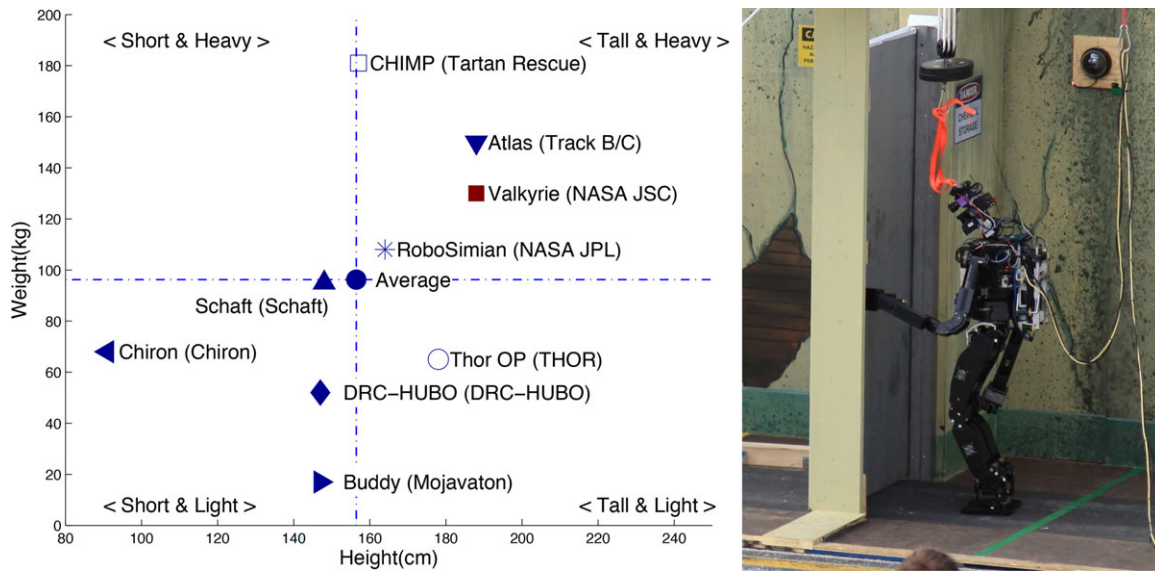 < Short & Heavy >
< Tall & Heavy >
200
180
160
140
120
100
80
60
40
20
0
Weight(kg)
CHIMP (Tartan Rescue)
Atlas (Track B/C)
Valkyrie (NASA JSC)
RoboSimian (NASA JPL)
Average
Schaft (Schaft)
Chiron (Chiron)
Thor OP (THOR)
DRC-HUBO (DRC-HUBO)
Buddy (Mojavaton)
< Short & Light >
< Tall & Light >
80 100 120 140 160 180 200 220 240
Height(cm)
DANGER
STORAGE